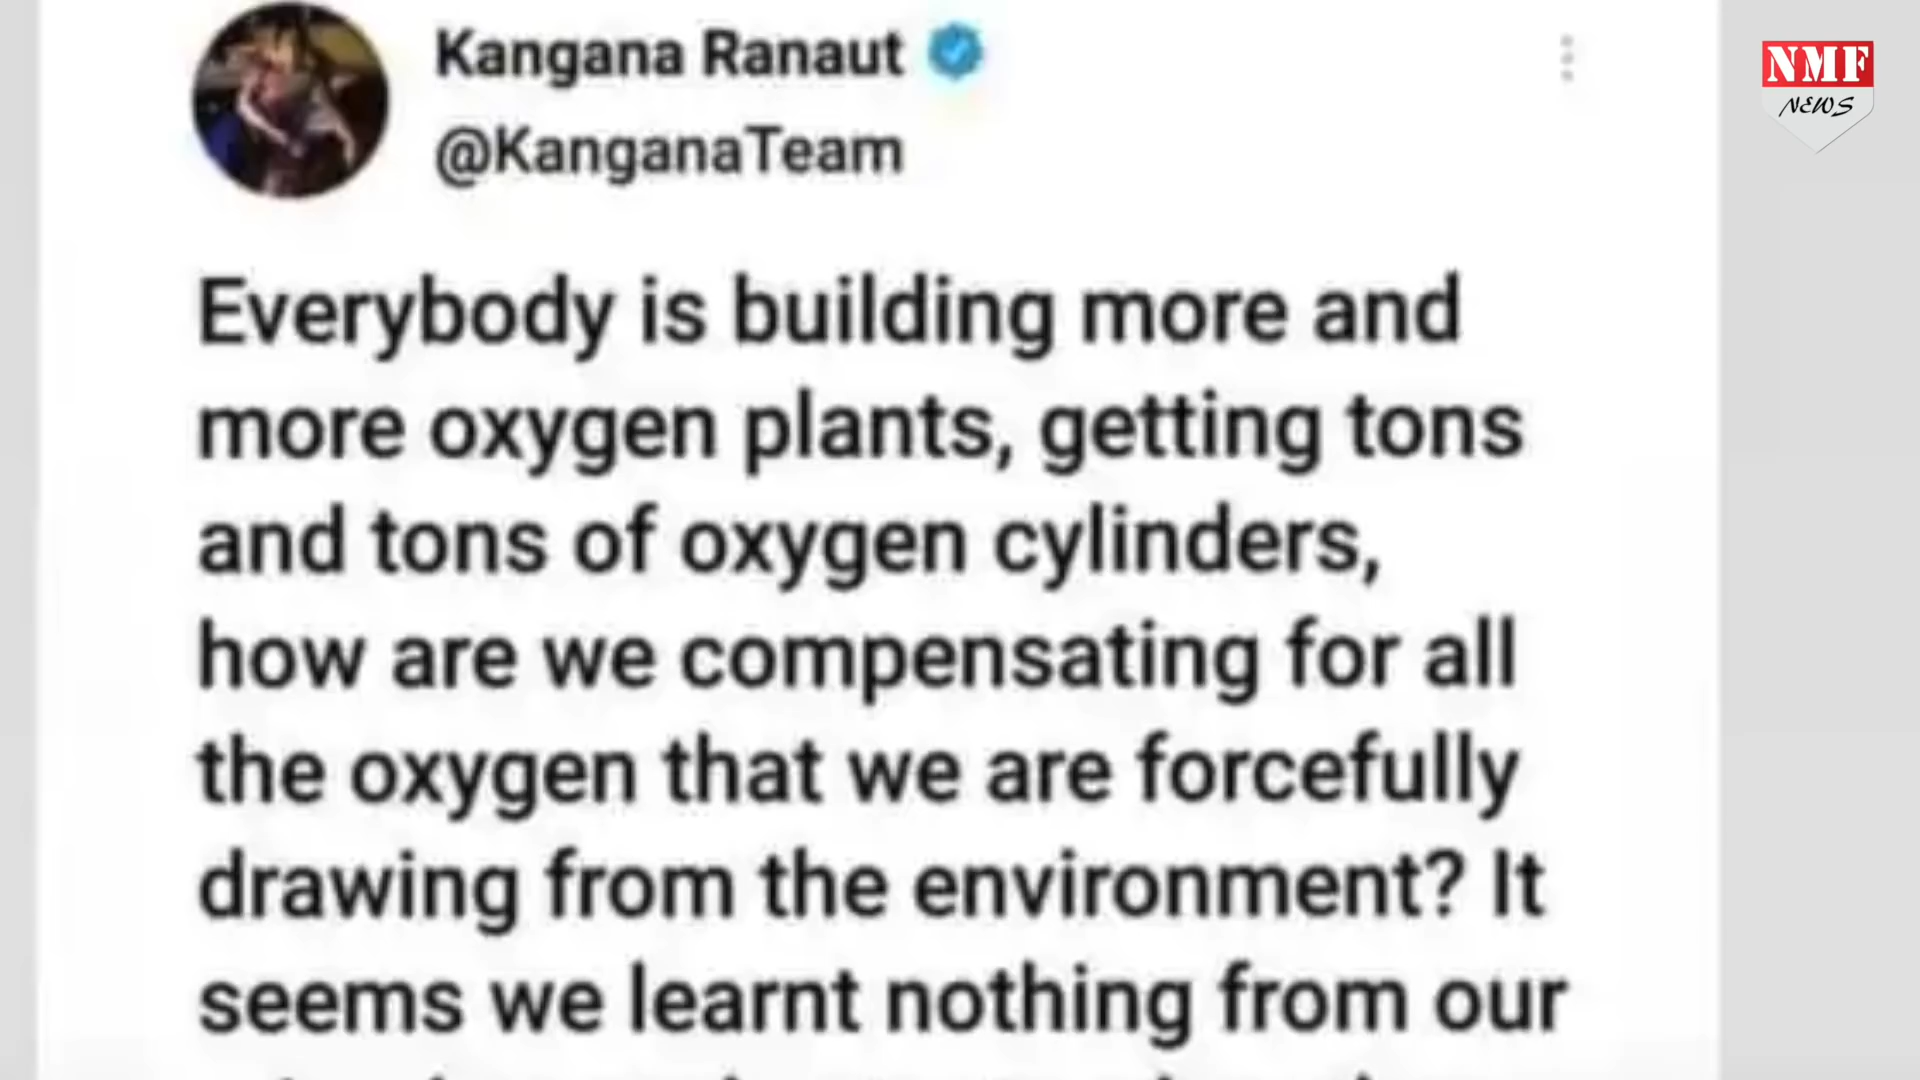 Kangana Ranaut
@KanganaTeam
NMF
NEWS
Everybody is building more and
more oxygen plants, getting tons
and tons of oxygen cylinders,
how are we compensating for all
the oxygen that we are forcefully
drawing from the environment? It
seems we learnt nothing from our